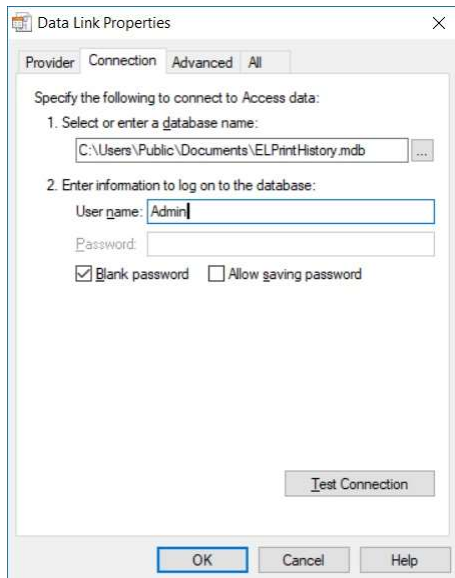 Data Link Properties
Provider Connection Advanced All
Specify the following to connect to Access data:
1. Select or enter a database name:
C:\Users\Public\Documents\ELPrintHistory.mdb ...
2. Enter information to log on to the database:
User name: Admin
Password:
Blank password Allow saving password
Test Connection
OK Cancel Help